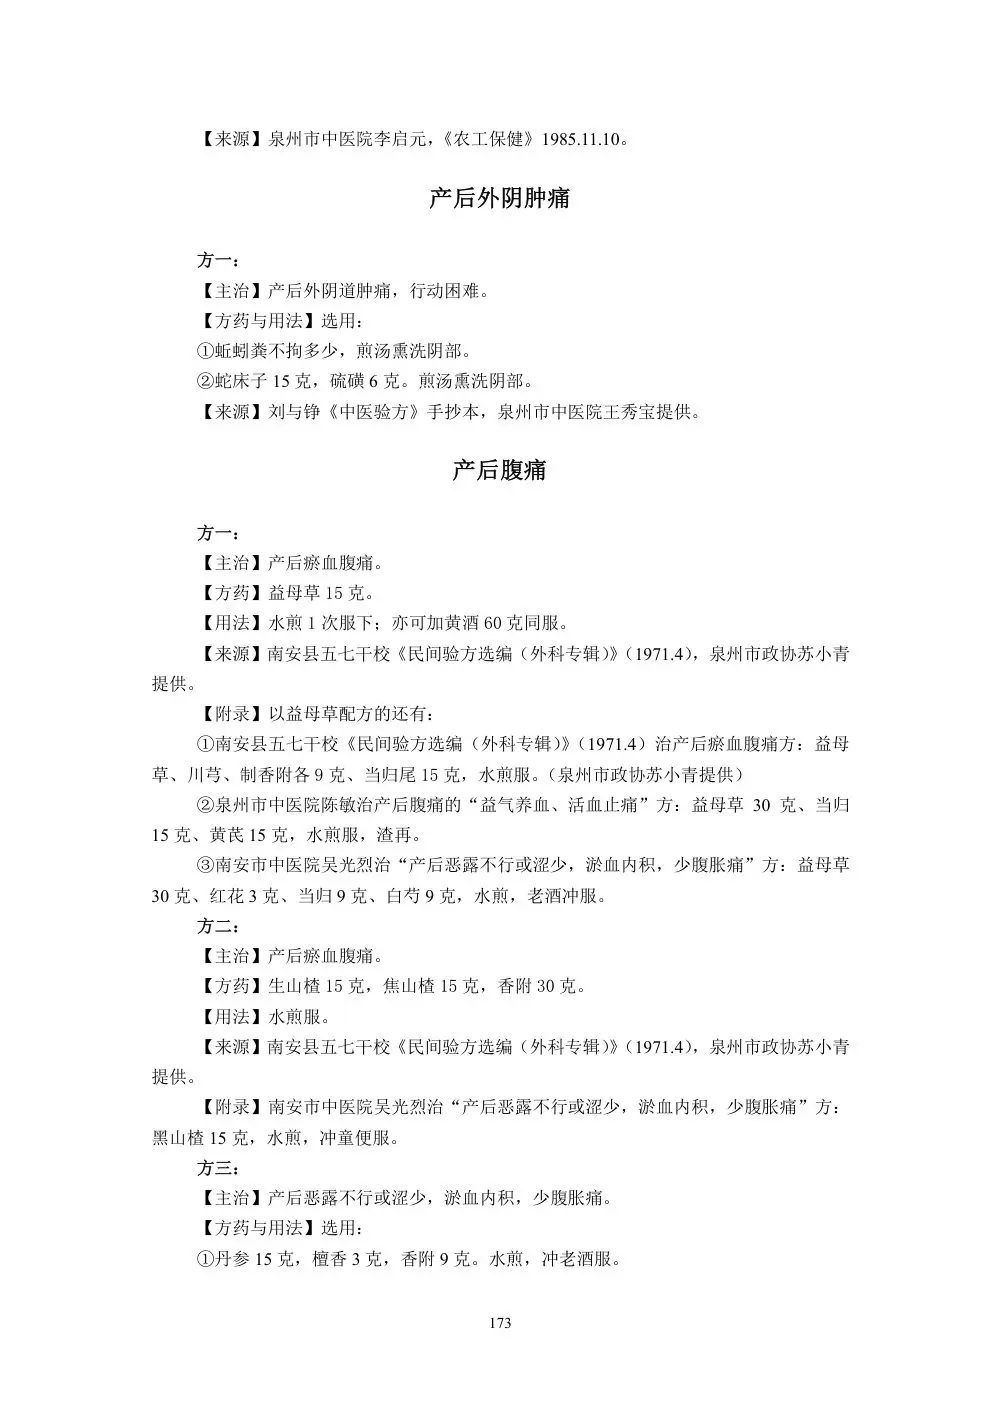 【来源】泉州市中医院李启元，《农工保健》1985.11.10。
产后外阴肿痛
方一：
【主治】产后外阴道肿痛，行动困难。
【方药与用法】选用：
①蚯蚓粪不拘多少，煎汤熏洗阴部。
②蛇床子 15 克，硫磺 6 克。煎汤熏洗阴部。
【来源】刘与铮《中医验方》手抄本，泉州市中医院王秀宝提供。
产后腹痛
方一：
【主治】产后瘀血腹痛。
【方药】益母草 15 克。
【用法】水煎 1 次服下；亦可加黄酒 60 克同服。
【来源】南安县五七干校《民间验方选编（外科专辑）》（1971.4），泉州市政协苏小青
提供。
【附录】以益母草配方的还有：
①南安县五七干校《民间验方选编（外科专辑）》（1971.4）治产后瘀血腹痛方：益母
草、川芎、制香附各 9 克、当归尾 15 克，水煎服。（泉州市政协苏小青提供）
②泉州市中医院陈敏治产后腹痛的“益气养血、活血止痛”方：益母草 30 克、当归
15 克、黄芪 15 克，水煎服，渣再。
③南安市中医院吴光烈治“产后恶露不行或涩少，淤血内积，少腹胀痛”方：益母草
30 克、红花 3 克、当归 9 克、白芍 9 克，水煎，老酒冲服。
方二：
【主治】产后瘀血腹痛。
【方药】生山楂 15 克，焦山楂 15 克，香附 30 克。
【用法】水煎服。
【来源】南安县五七干校《民间验方选编（外科专辑）》（1971.4），泉州市政协苏小青
提供。
【附录】南安市中医院吴光烈治“产后恶露不行或涩少，淤血内积，少腹胀痛”方：
黑山楂 15 克，水煎，冲童便服。
方三：
【主治】产后恶露不行或涩少，淤血内积，少腹胀痛。
【方药与用法】选用：
①丹参 15 克，檀香 3 克，香附 9 克。水煎，冲老酒服。
173